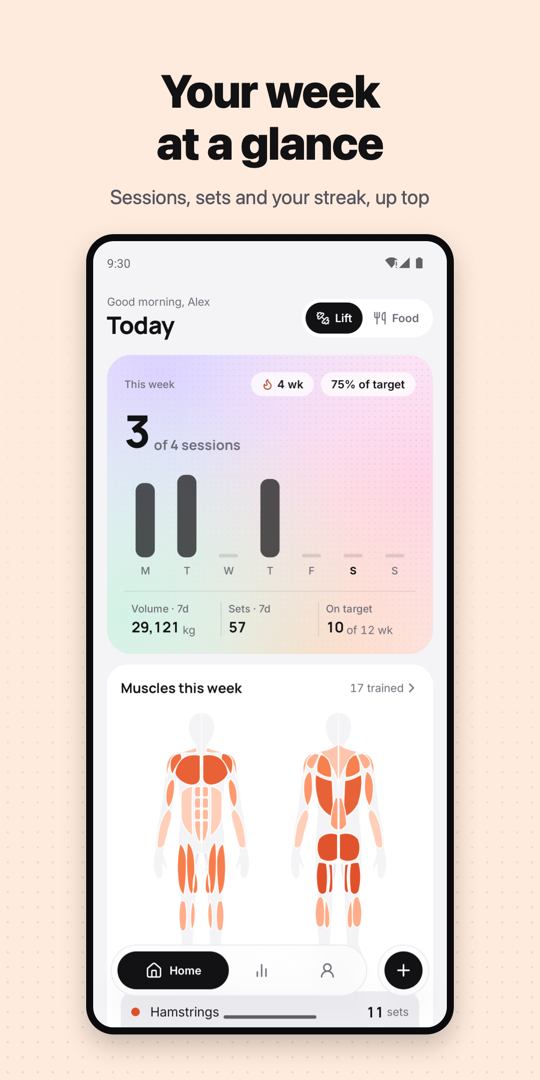 Your week
at a glance
Sessions, sets and your streak, up top
9:30
Good morning, Alex
Today
Lift
Food
This week
4 wk
75% of target
3 of 4 sessions
M T W T F S S
Volume · 7d
29,121 kg
Sets · 7d
57
On target
10 of 12 wk
Muscles this week
17 trained
Home
Hamstrings
11 sets